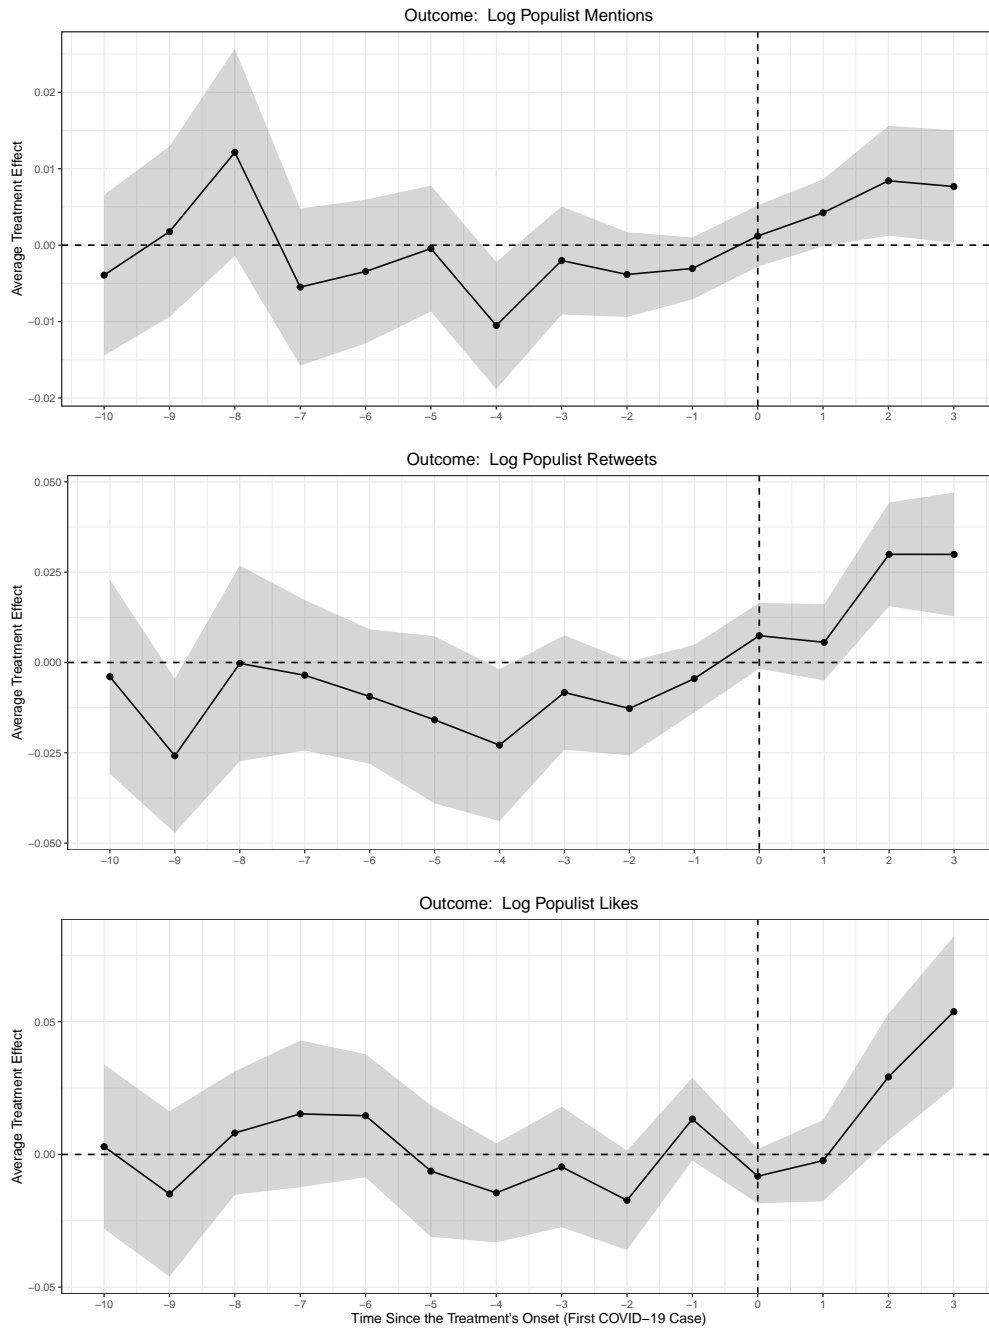 Outcome:  Log Populist Mentions
Average Treatment Effect
0.02
0.01
0.00
−0.01
−0.02
−10 −9 −8 −7 −6 −5 −4 −3 −2 −1 0 1 2 3
Outcome:  Log Populist Retweets
Average Treatment Effect
0.050
0.025
0.000
−0.025
−0.050
−10 −9 −8 −7 −6 −5 −4 −3 −2 −1 0 1 2 3
Outcome:  Log Populist Likes
Average Treatment Effect
0.05
0.00
−0.05
−10 −9 −8 −7 −6 −5 −4 −3 −2 −1 0 1 2 3
Time Since the Treatment's Onset (First COVID−19 Case)